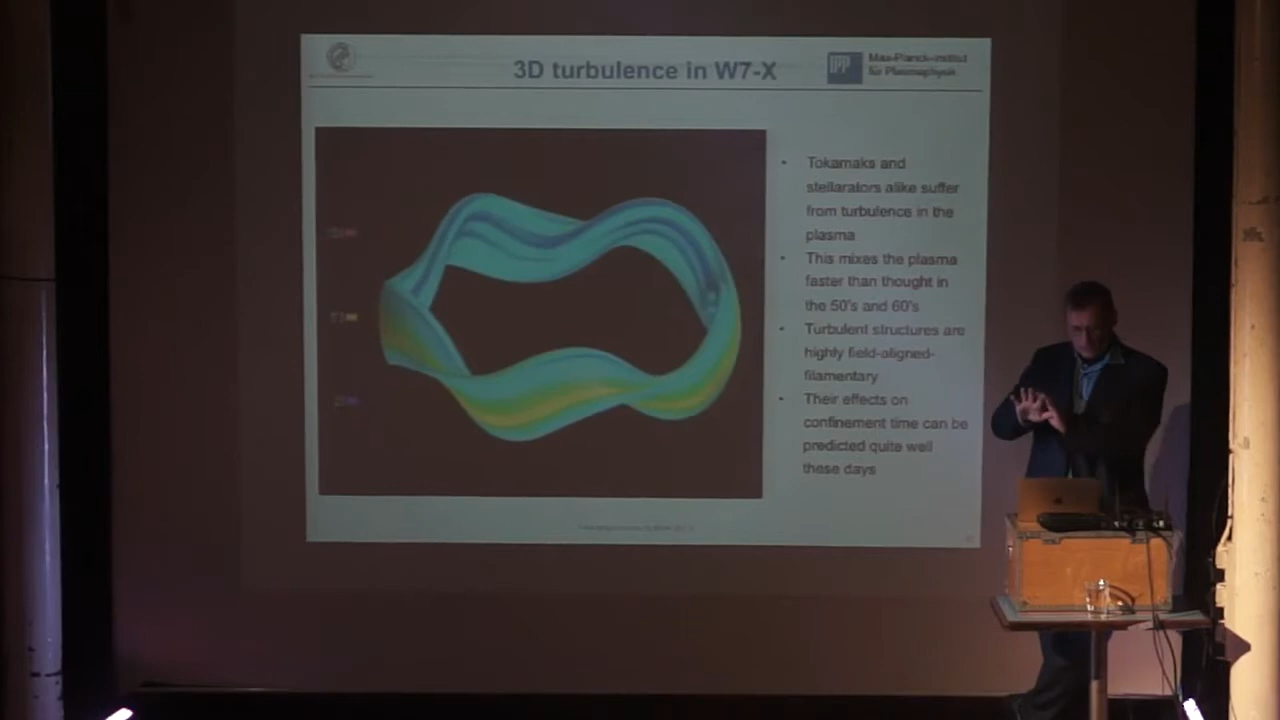 3D turbulence in W7-X
IPP
Max-Planck-Institut
für Plasmaphysik
• Tokamaks and
stellarators alike suffer
from turbulence in the
plasma
• This mixes the plasma
faster than thought in
the 50's and 60's
• Turbulent structures are
highly field-aligned-
filamentary
• Their effects on
confinement time can be
predicted quite well
these days